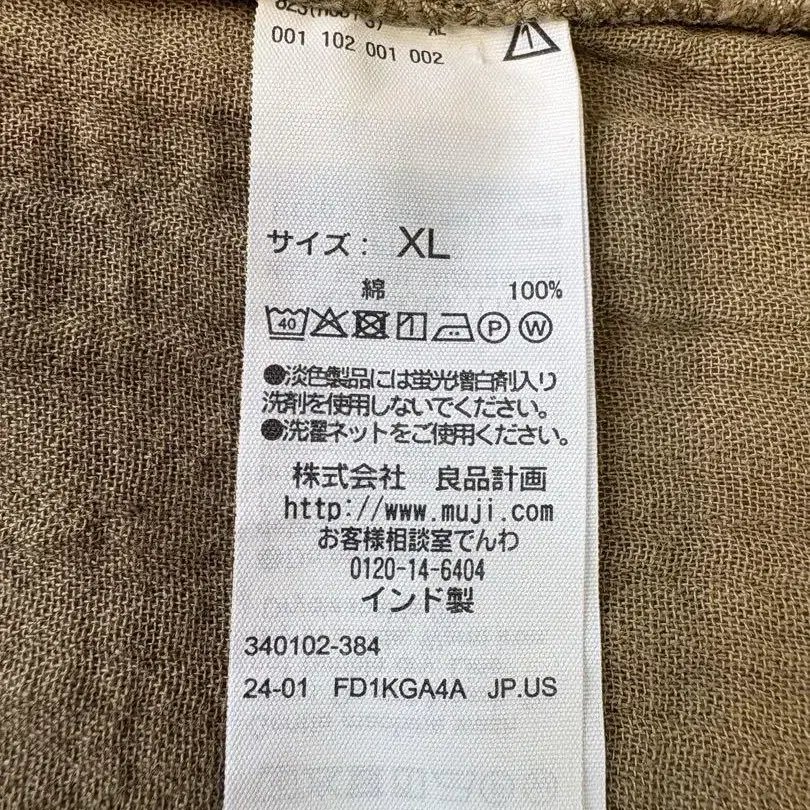 001 102 001 002
1
サイズ： XL
綿 100%
40 P W
●淡色製品には蛍光増白剤入り
洗剤を使用しないでください。
●洗濯ネットをご使用ください。
株式会社 良品計画
http://www.muji.com
お客様相談室でんわ
0120-14-6404
インド製
340102-384
24-01 FD1KGA4A JP.US